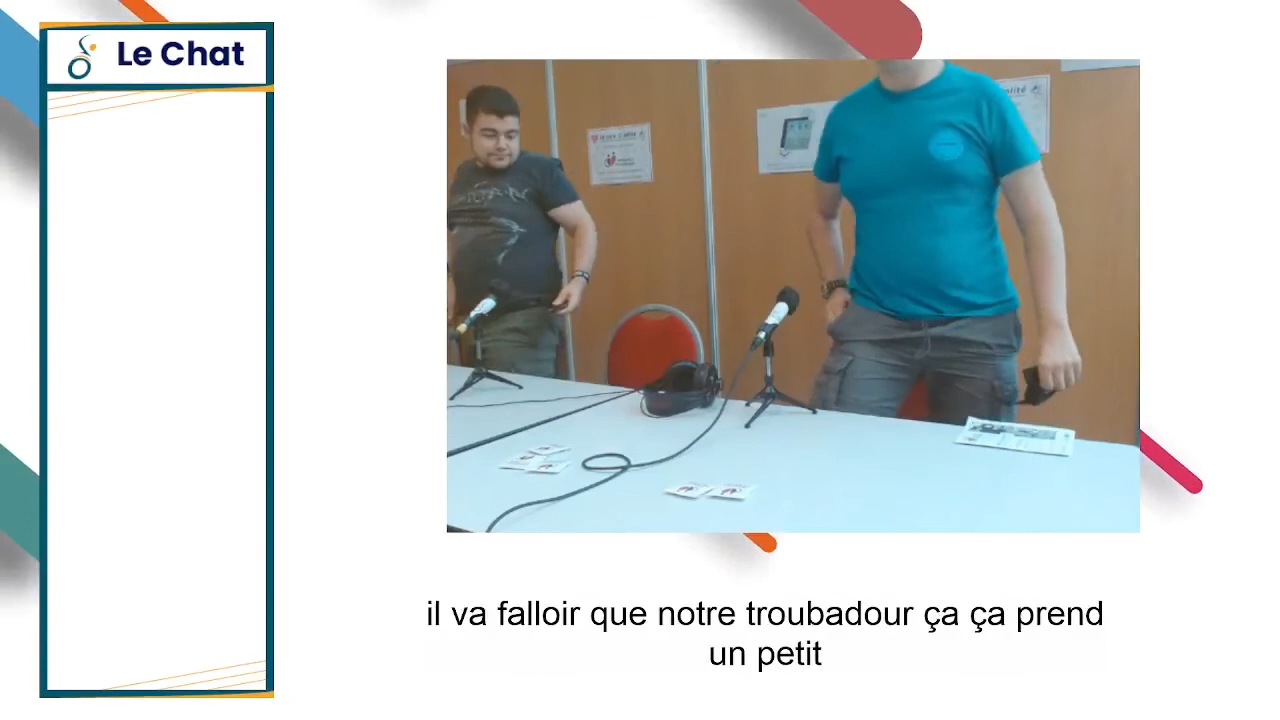 Le Chat
il va falloir que notre troubadour ça ça prend
un petit